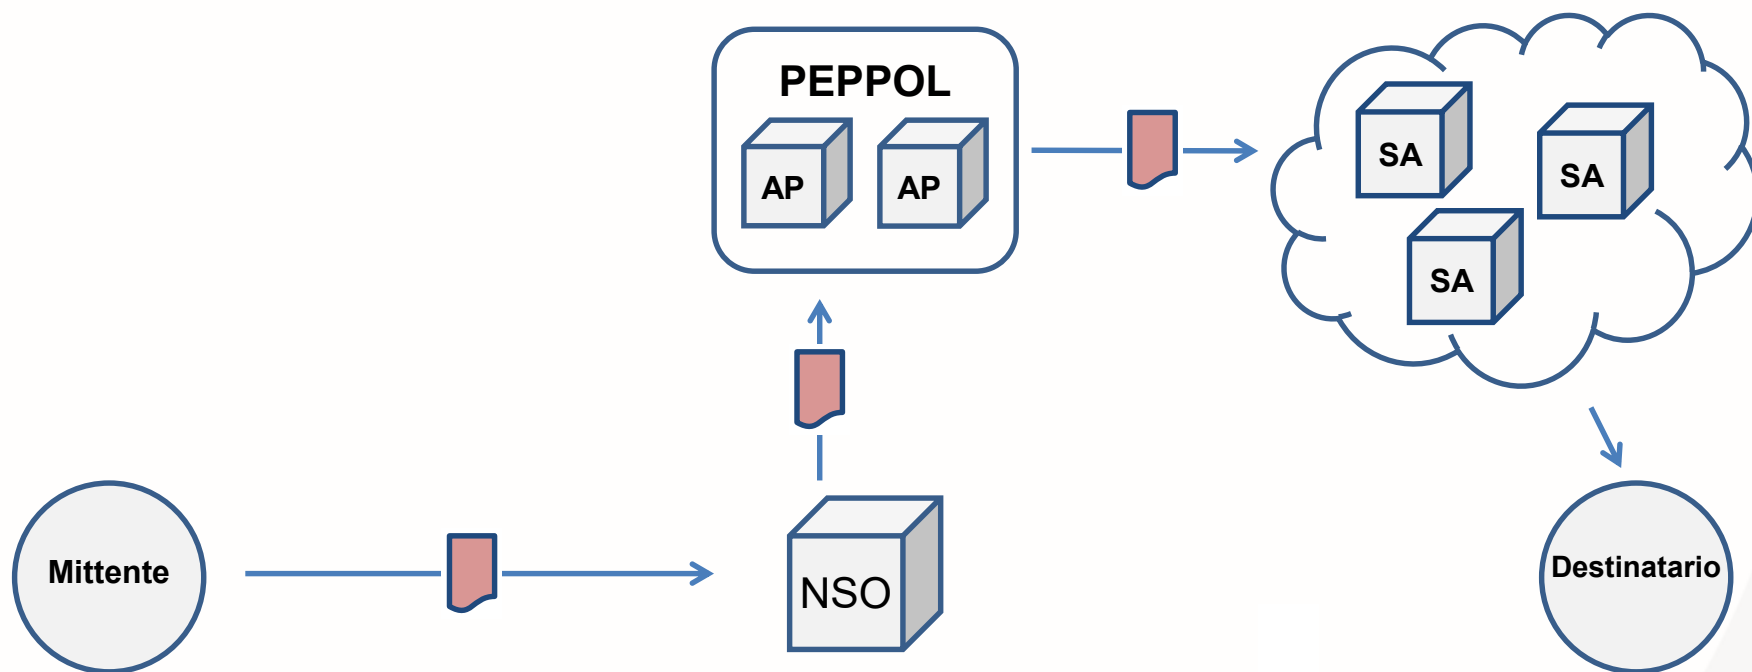 PEPPOL
AP
AP
SA
SA
SA
Mittente
NSO
Destinatario